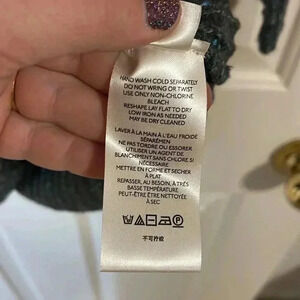 HAND WASH COLD SEPARATELY
DO NOT WRING OR TWIST
USE ONLY NON-CHLORINE
BLEACH
RESHAPE LAY FLAT TO DRY
LOW IRON AS NEEDED
MAY BE DRY CLEANED
LAVER À LA MAIN À L'EAU FROIDE
SÉPARÉMEN
NE PAS TORDRE OU ESSORER
UTILISER UN AGENT DE
BLANCHIMENT SANS CHLORE SI
NÉCESSAIRE
METTRE EN FORME ET SÉCHER
À PLAT
REPASSER, AU BESOIN, À TRÈS
BASSE TEMPÉRATURE
PEUT-ÊTRE ÊTRE NETTOYÉE
À SEC
不可拧绞